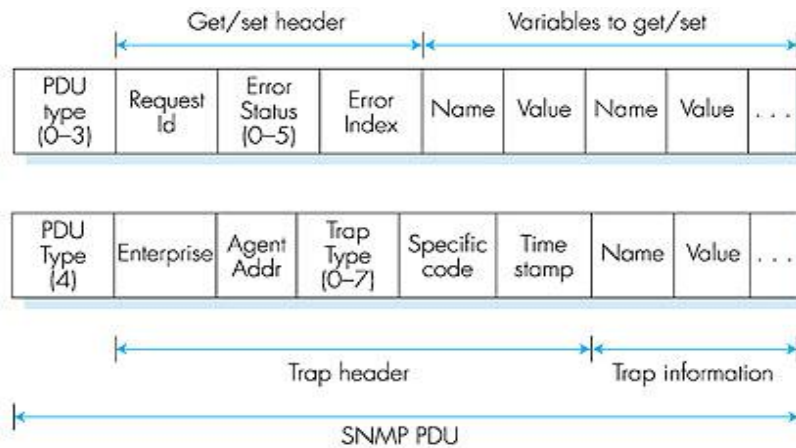 Get/set header Variables to get/set
PDU type (0–3) Request Id Error Status (0–5) Error Index Name Value Name Value . . .
PDU Type (4) Enterprise Agent Addr Trap Type (0–7) Specific code Time stamp Name Value . . .
Trap header Trap information
SNMP PDU